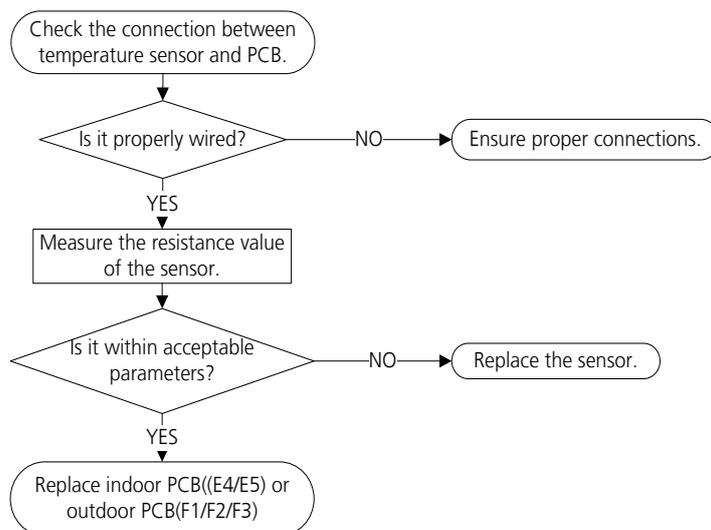 Check the connection between
temperature sensor and PCB.
Is it properly wired?
NO
Ensure proper connections.
YES
Measure the resistance value
of the sensor.
Is it within acceptable
parameters?
NO
Replace the sensor.
YES
Replace indoor PCB((E4/E5) or
outdoor PCB(F1/F2/F3)